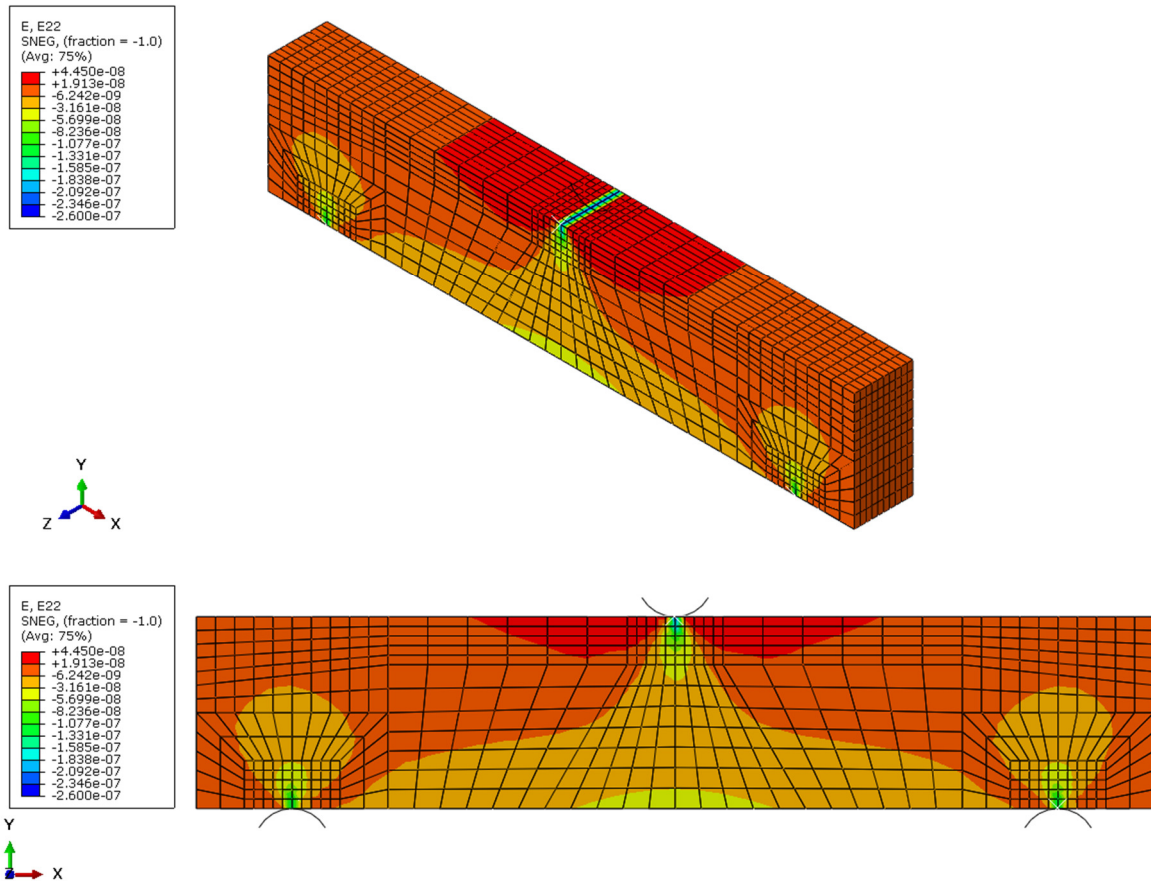 E, E22
SNEG, (fraction = -1.0)
(Avg: 75%)
+4.450e-08
+1.913e-08
-6.242e-09
-3.161e-08
-5.699e-08
-8.236e-08
-1.077e-07
-1.331e-07
-1.585e-07
-1.838e-07
-2.092e-07
-2.346e-07
-2.600e-07
Y
Z
X
E, E22
SNEG, (fraction = -1.0)
(Avg: 75%)
+4.450e-08
+1.913e-08
-6.242e-09
-3.161e-08
-5.699e-08
-8.236e-08
-1.077e-07
-1.331e-07
-1.585e-07
-1.838e-07
-2.092e-07
-2.346e-07
-2.600e-07
Y
Z
X